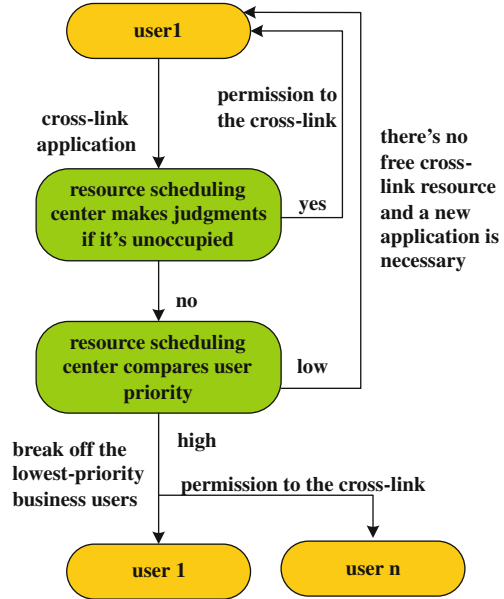 user1
cross-link
application
permission to
the cross-link
there's no
free cross-
link resource
and a new
application is
necessary
resource scheduling
center makes judgments
if it's unoccupied
yes
no
resource scheduling
center compares user
priority
low
high
break off the
lowest-priority
business users
permission to the cross-link
user 1
user n